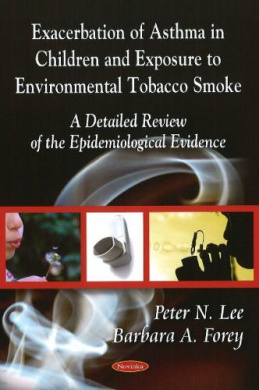 Exacerbation of Asthma in
Children and Exposure to
Environmental Tobacco Smoke
A Detailed Review
of the Epidemiological Evidence
Peter N. Lee
Barbara A. Forey
Novinka